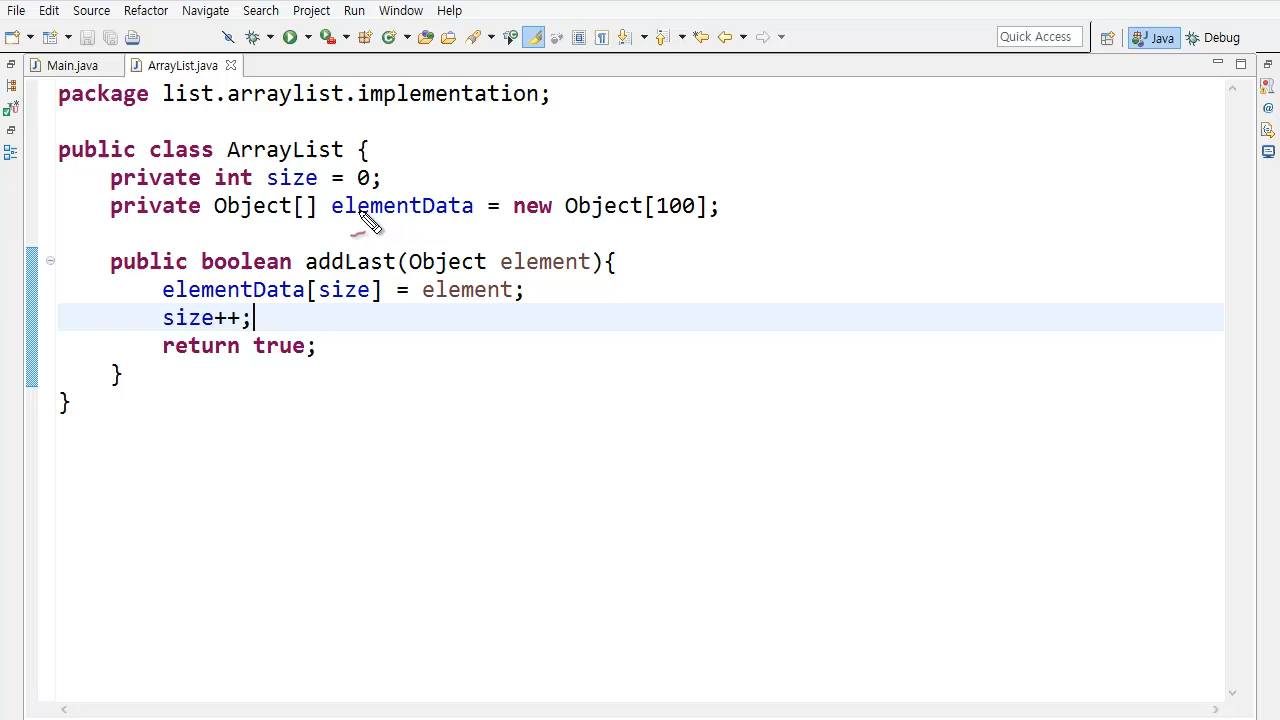 File Edit Source Refactor Navigate Search Project Run Window Help
Quick Access Java Debug
Main.java ArrayList.java
package list.arraylist.implementation;
public class ArrayList {
private int size = 0;
private Object[] elementData = new Object[100];
public boolean addLast(Object element){
elementData[size] = element;
size++;
return true;
}
}